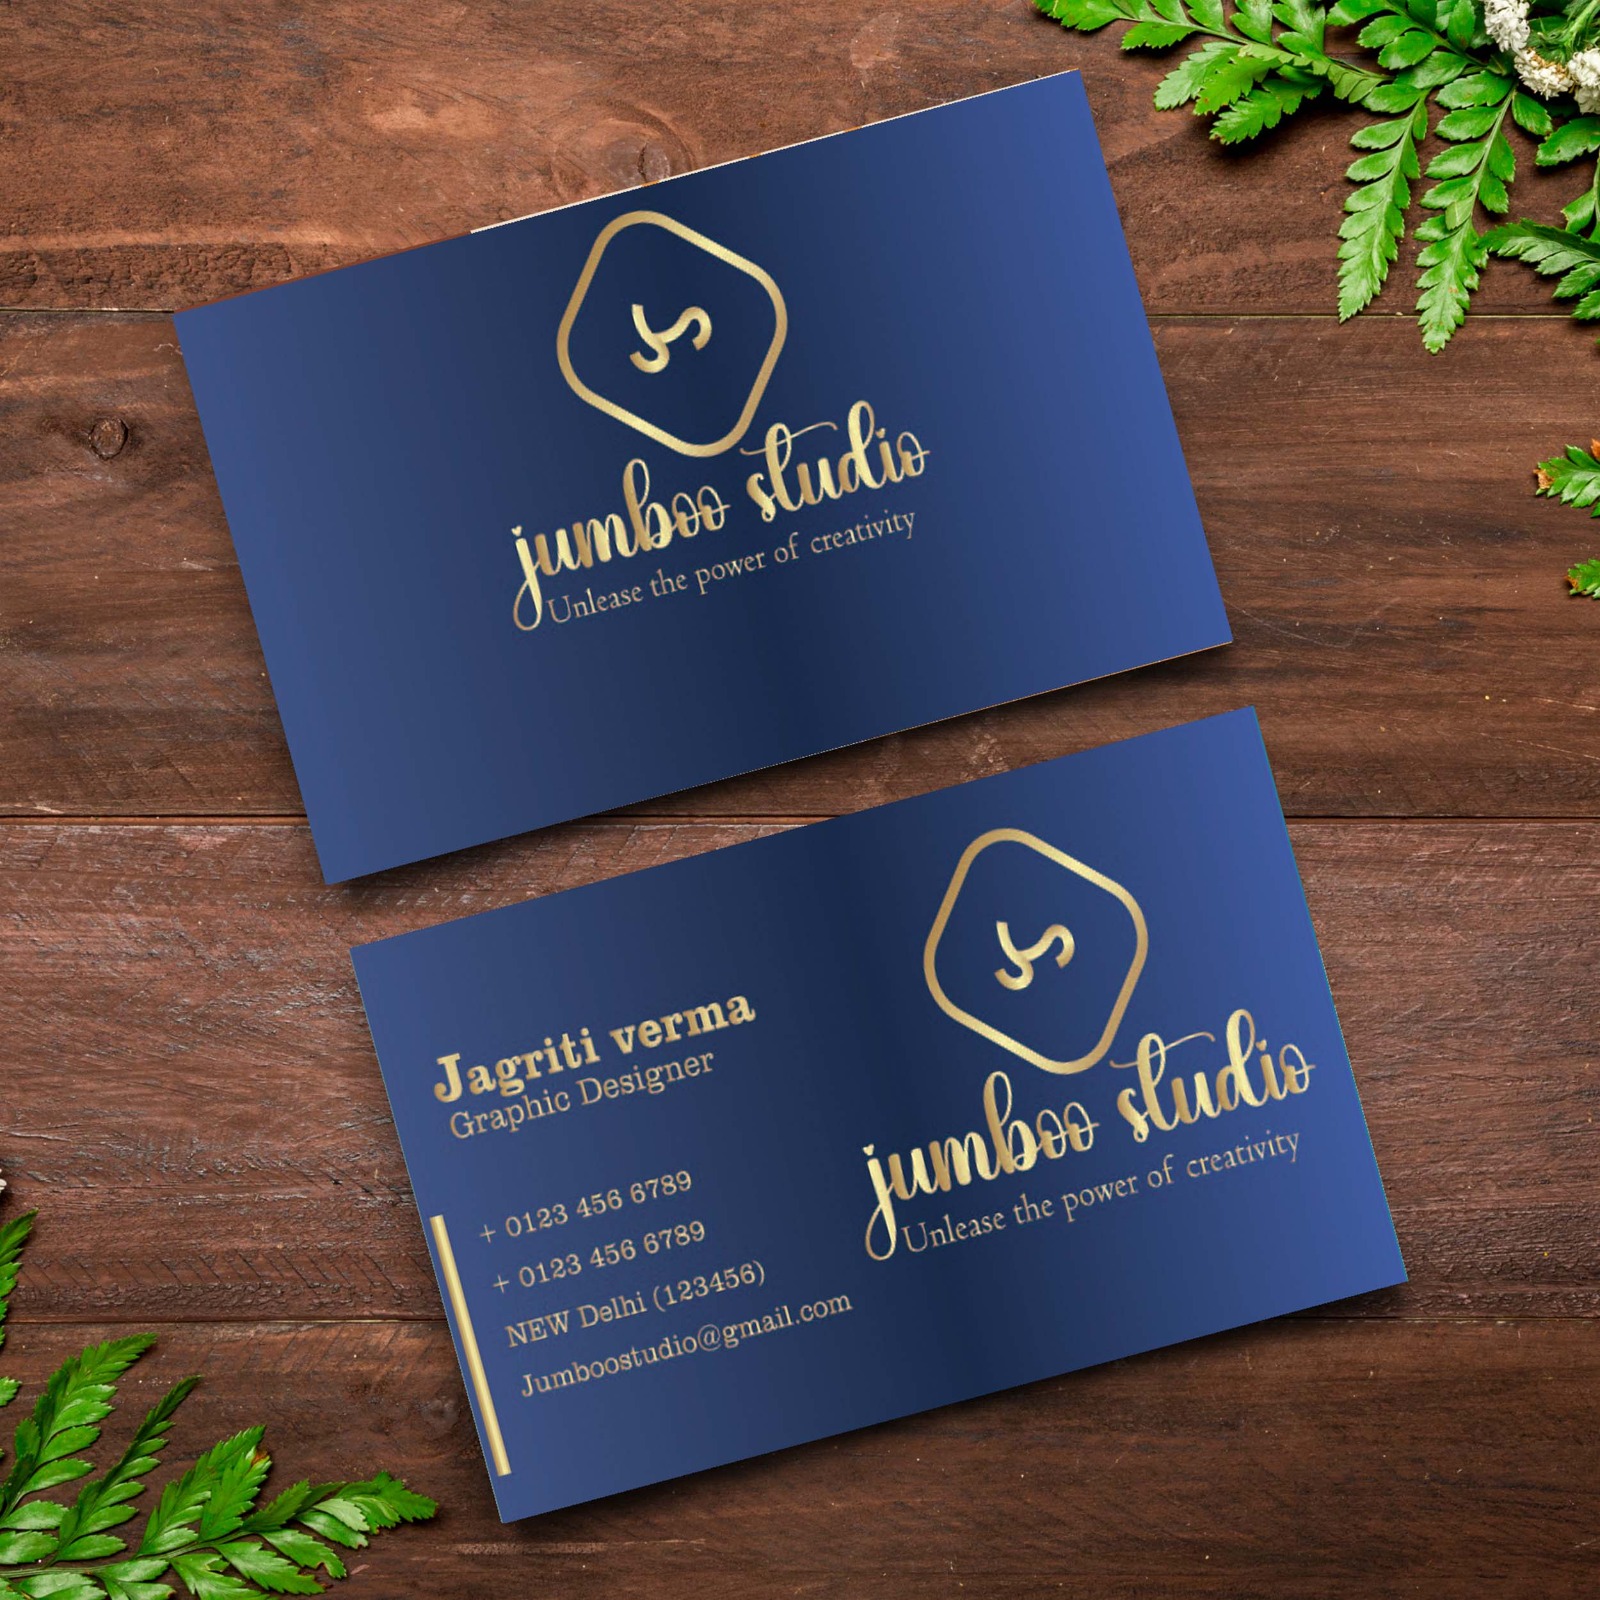 JS
jumboo studio
Unlease the power of creativity
Jagriti verma
Graphic Designer
+ 0123 456 6789
+ 0123 456 6789
NEW Delhi (123456)
Jumboostudio@gmail.com
JS
jumboo studio
Unlease the power of creativity